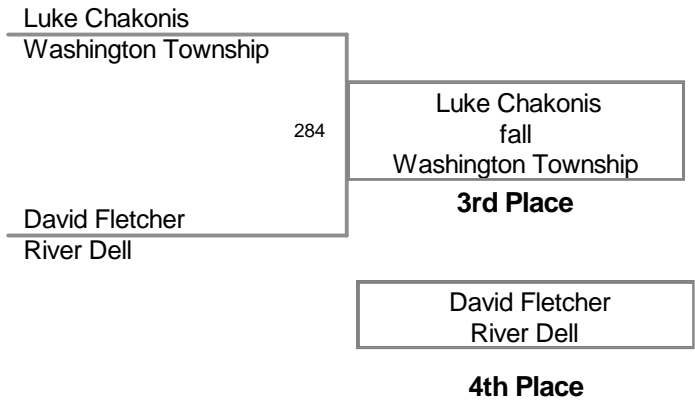 Luke Chakonis
Washington Township
284
Luke Chakonis
fall
Washington Township
3rd Place
David Fletcher
River Dell
David Fletcher
River Dell
4th Place